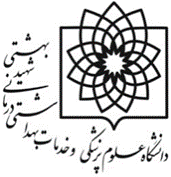 دانشگاه علوم پزشکی و خدمات بهداشتی درمانی شهید بهشتی